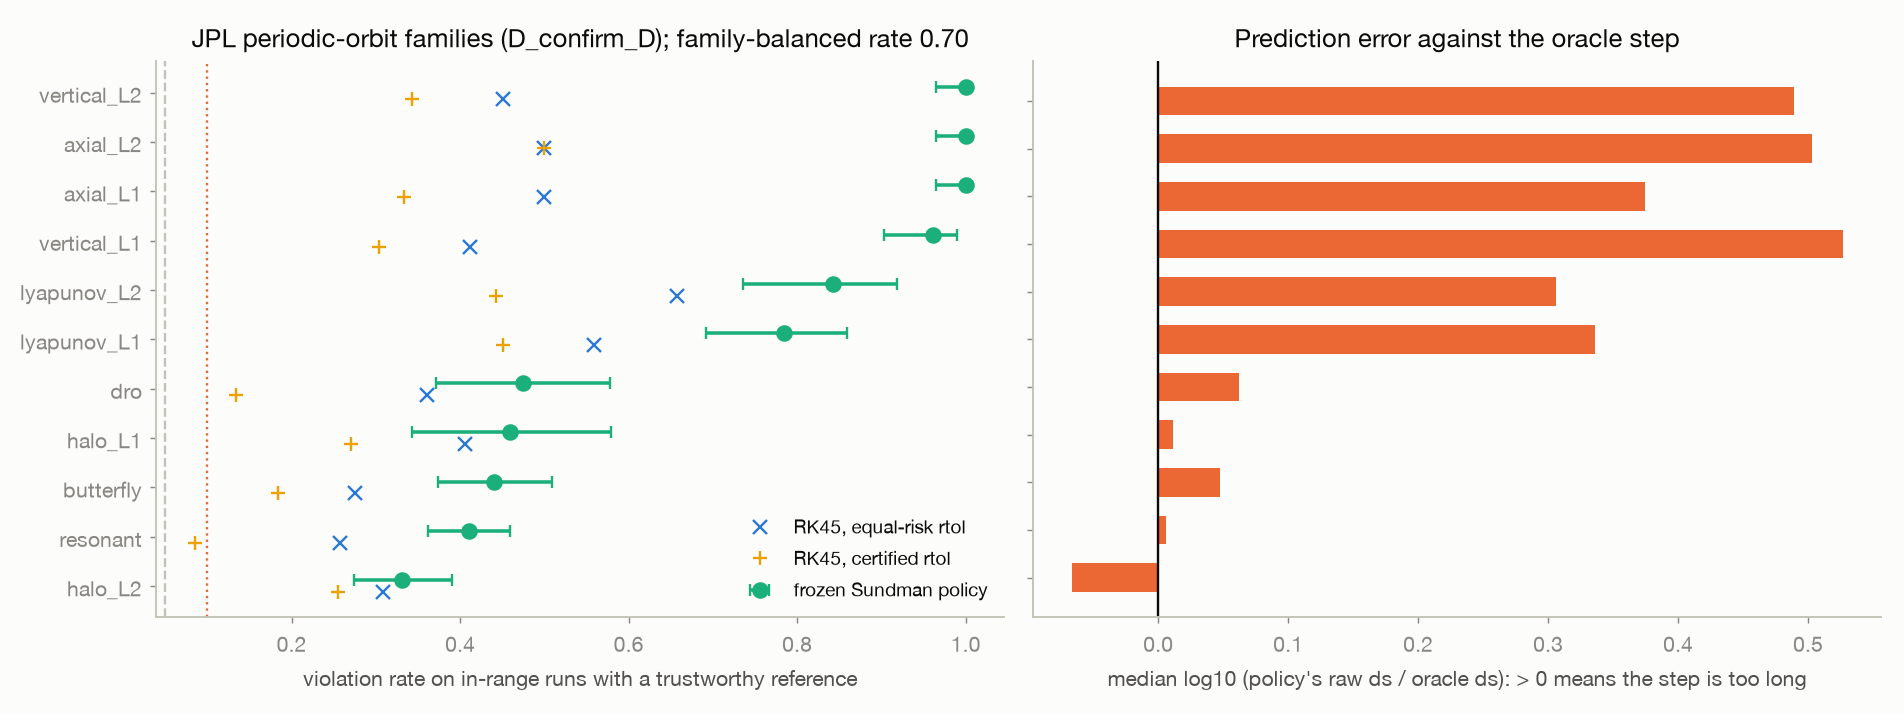 JPL periodic-orbit families (D_confirm_D); family-balanced rate 0.70
vertical_L2
axial_L2
axial_L1
vertical_L1
lyapunov_L2
lyapunov_L1
dro
halo_L1
butterfly
resonant
halo_L2
RK45, equal-risk rtol
RK45, certified rtol
frozen Sundman policy
0.2 0.4 0.6 0.8 1.0
violation rate on in-range runs with a trustworthy reference
Prediction error against the oracle step
0.0 0.1 0.2 0.3 0.4 0.5
median log10 (policy's raw ds / oracle ds): > 0 means the step is too long